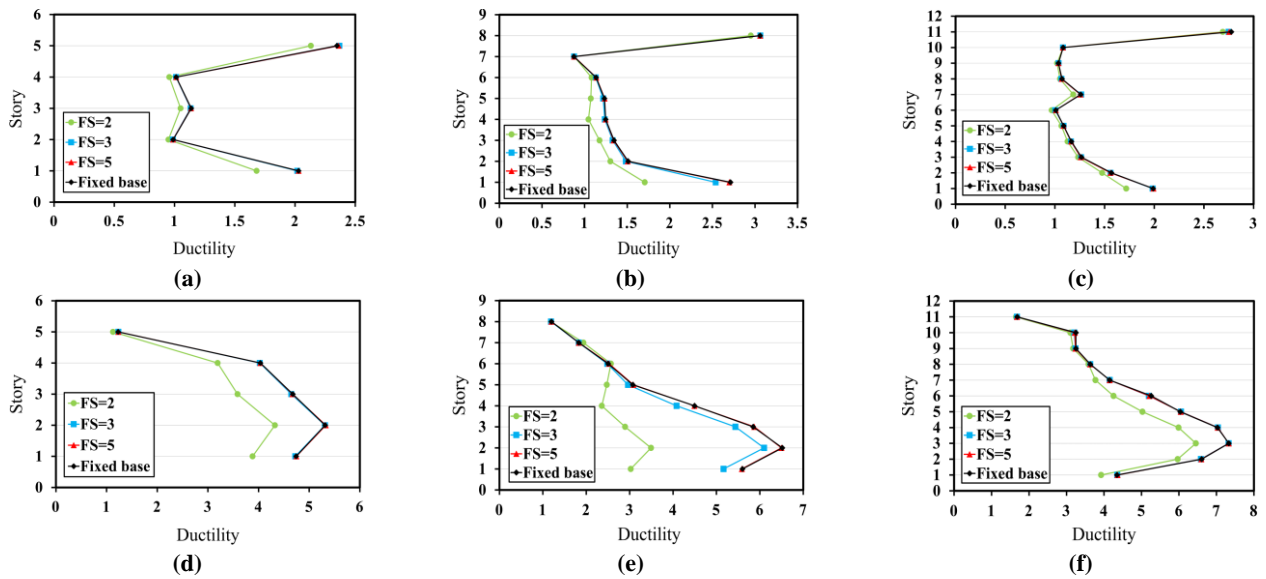 6
5
4
3
2
1
0
Story
FS=2
FS=3
FS=5
Fixed base
0 0.5 1 1.5 2 2.5
Ductility
(a)
9
8
7
6
5
4
3
2
1
0
Story
FS=2
FS=3
FS=5
Fixed base
0 0.5 1 1.5 2 2.5 3 3.5
Ductility
(b)
12
11
10
9
8
7
6
5
4
3
2
1
0
Story
FS=2
FS=3
FS=5
Fixed base
0 0.5 1 1.5 2 2.5 3
Ductility
(c)
6
5
4
3
2
1
0
Story
FS=2
FS=3
FS=5
Fixed base
0 1 2 3 4 5 6
Ductility
(d)
9
8
7
6
5
4
3
2
1
0
Story
FS=2
FS=3
FS=5
Fixed base
0 1 2 3 4 5 6 7
Ductility
(e)
12
11
10
9
8
7
6
5
4
3
2
1
0
Story
FS=2
FS=3
FS=5
Fixed base
0 1 2 3 4 5 6 7 8
Ductility
(f)